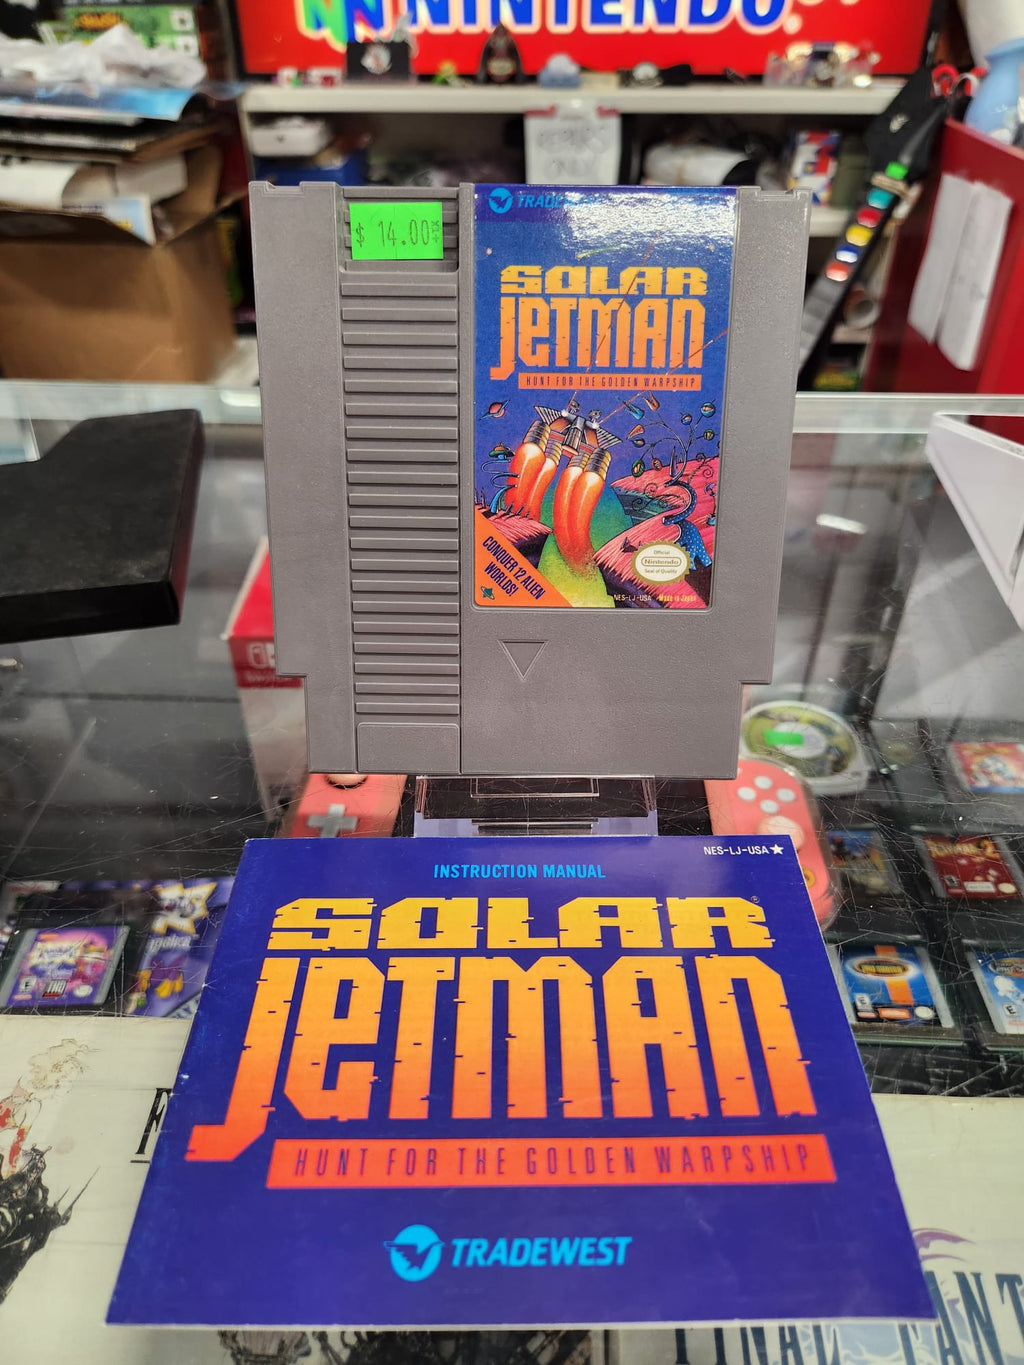 NINTENDO
REPAIRS
ONLY
$ 14.00
SOLAR
JETMAN
HUNT FOR THE GOLDEN WARPSHIP
CONQUER 12 ALIEN
WORLDS!
Official
Nintendo
Seal of Quality
NES-LJ-USA Made in Japan
NES-LJ-USA★
INSTRUCTION MANUAL
SOLAR
JETMAN
®
HUNT FOR THE GOLDEN WARPSHIP
TRADEWEST